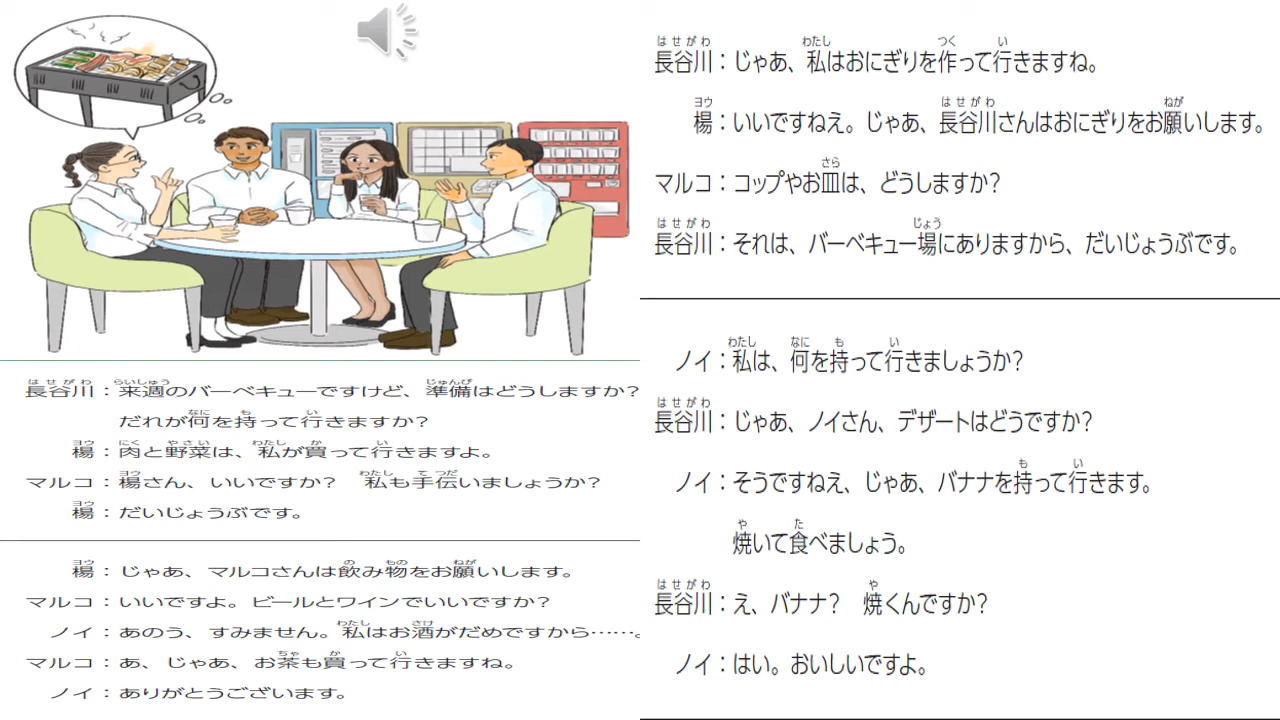 長谷川：来週のバーベキューですけど、準備はどうしますか？
だれが何を持って行きますか？
楊：肉と野菜は、私が買って行きますよ。
マルコ：楊さん、いいですか？　私も手伝いましょうか？
楊：だいじょうぶです。
楊：じゃあ、マルコさんは飲み物をお願いします。
マルコ：いいですよ。ビールとワインでいいですか？
ノイ：あのう、すみません。私はお酒がだめですから……。
マルコ：あ、じゃあ、お茶も買って行きますね。
ノイ：ありがとうございます。
長谷川：じゃあ、私はおにぎりを作って行きますね。
楊：いいですねえ。じゃあ、長谷川さんはおにぎりをお願いします。
マルコ：コップやお皿は、どうしますか？
長谷川：それは、バーベキュー場にありますから、だいじょうぶです。
ノイ：私は、何を持って行きましょうか？
長谷川：じゃあ、ノイさん、デザートはどうですか？
ノイ：そうですねえ、じゃあ、バナナを持って行きます。
焼いて食べましょう。
長谷川：え、バナナ？　焼くんですか？
ノイ：はい。おいしいですよ。